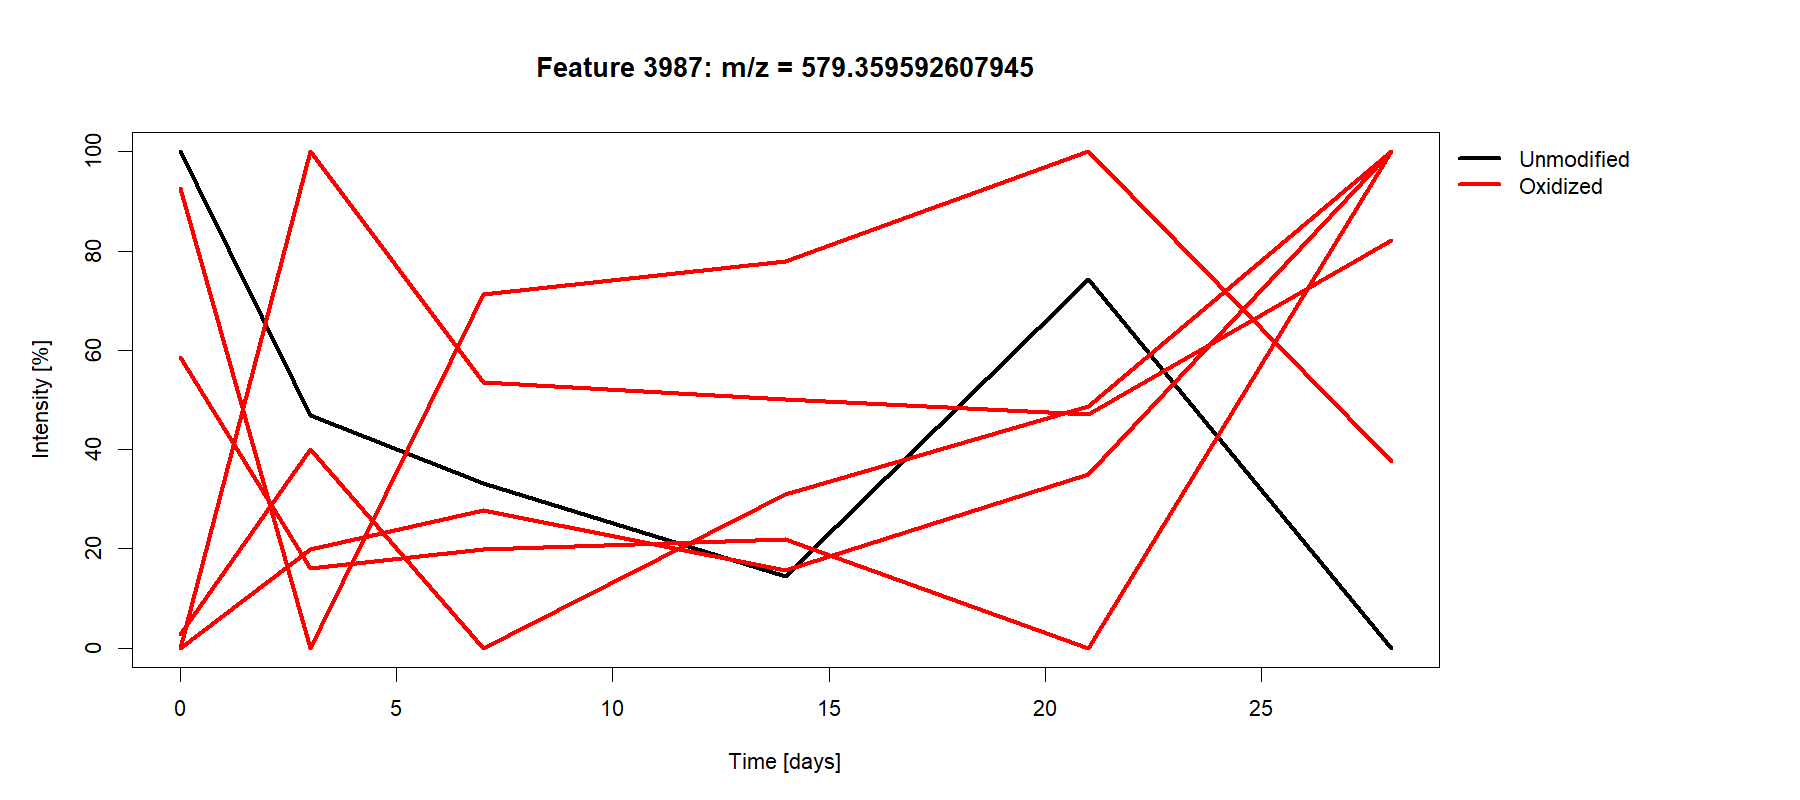 Feature 3987: m/z = 579.359592607945
Unmodified
Oxidized
Intensity [%]
100
80
60
40
20
0
0 5 10 15 20 25
Time [days]